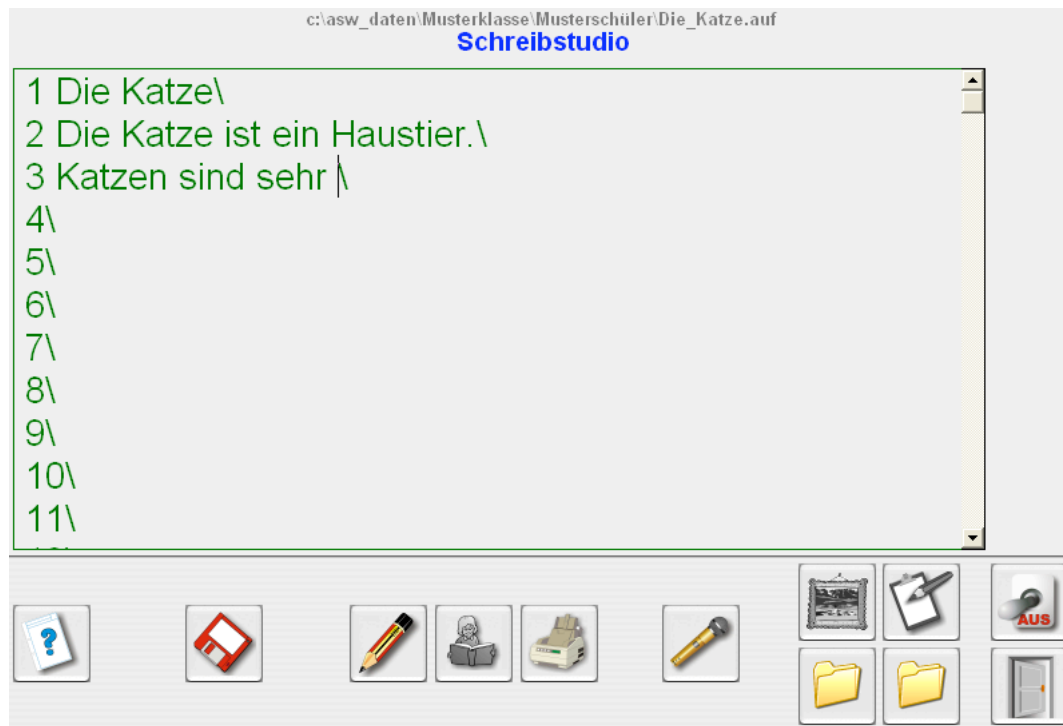 c:\asw_daten\Musterklasse\Musterschüler\Die_Katze.auf
Schreibstudio
1 Die Katze\
2 Die Katze ist ein Haustier.\
3 Katzen sind sehr \
4\
5\
6\
7\
8\
9\
10\
11\
?
AUS